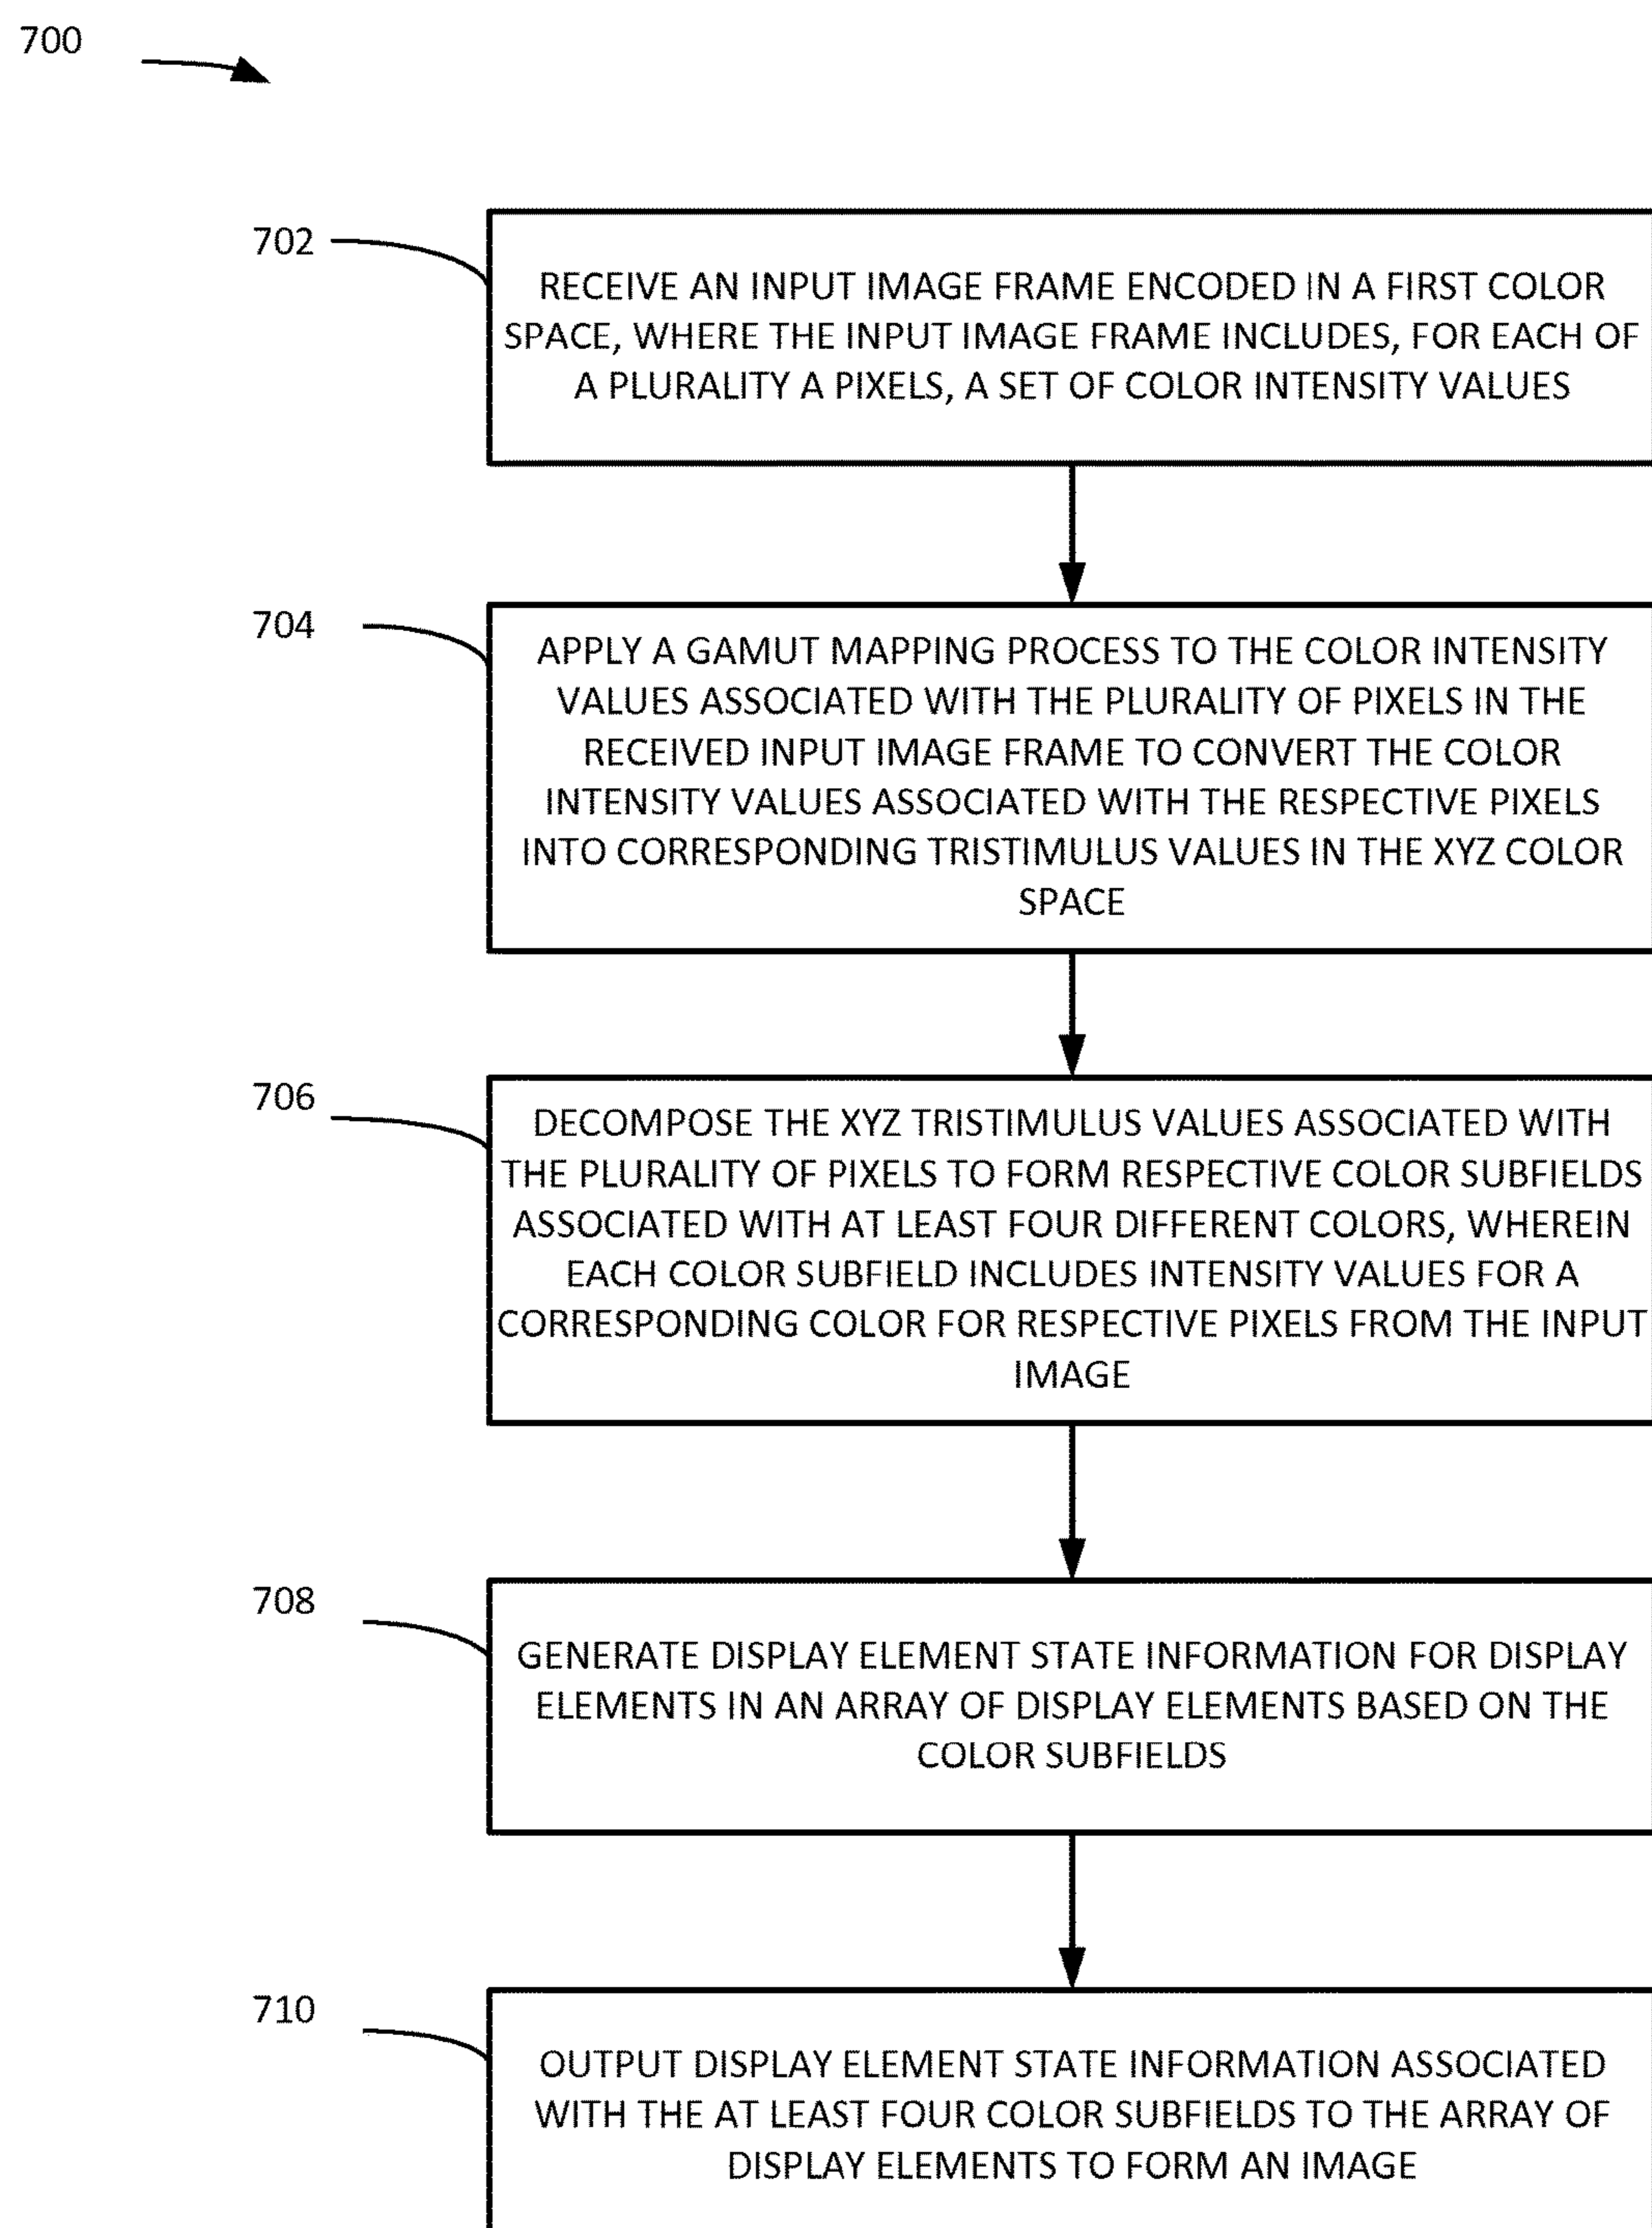 700
702
RECEIVE AN INPUT IMAGE FRAME ENCODED IN A FIRST COLOR
SPACE, WHERE THE INPUT IMAGE FRAME INCLUDES, FOR EACH OF
A PLURALITY A PIXELS, A SET OF COLOR INTENSITY VALUES
704
APPLY A GAMUT MAPPING PROCESS TO THE COLOR INTENSITY
VALUES ASSOCIATED WITH THE PLURALITY OF PIXELS IN THE
RECEIVED INPUT IMAGE FRAME TO CONVERT THE COLOR
INTENSITY VALUES ASSOCIATED WITH THE RESPECTIVE PIXELS
INTO CORRESPONDING TRISTIMULUS VALUES IN THE XYZ COLOR
SPACE
706
DECOMPOSE THE XYZ TRISTIMULUS VALUES ASSOCIATED WITH
THE PLURALITY OF PIXELS TO FORM RESPECTIVE COLOR SUBFIELDS
ASSOCIATED WITH AT LEAST FOUR DIFFERENT COLORS, WHEREIN
EACH COLOR SUBFIELD INCLUDES INTENSITY VALUES FOR A
CORRESPONDING COLOR FOR RESPECTIVE PIXELS FROM THE INPUT
IMAGE
708
GENERATE DISPLAY ELEMENT STATE INFORMATION FOR DISPLAY
ELEMENTS IN AN ARRAY OF DISPLAY ELEMENTS BASED ON THE
COLOR SUBFIELDS
710
OUTPUT DISPLAY ELEMENT STATE INFORMATION ASSOCIATED
WITH THE AT LEAST FOUR COLOR SUBFIELDS TO THE ARRAY OF
DISPLAY ELEMENTS TO FORM AN IMAGE